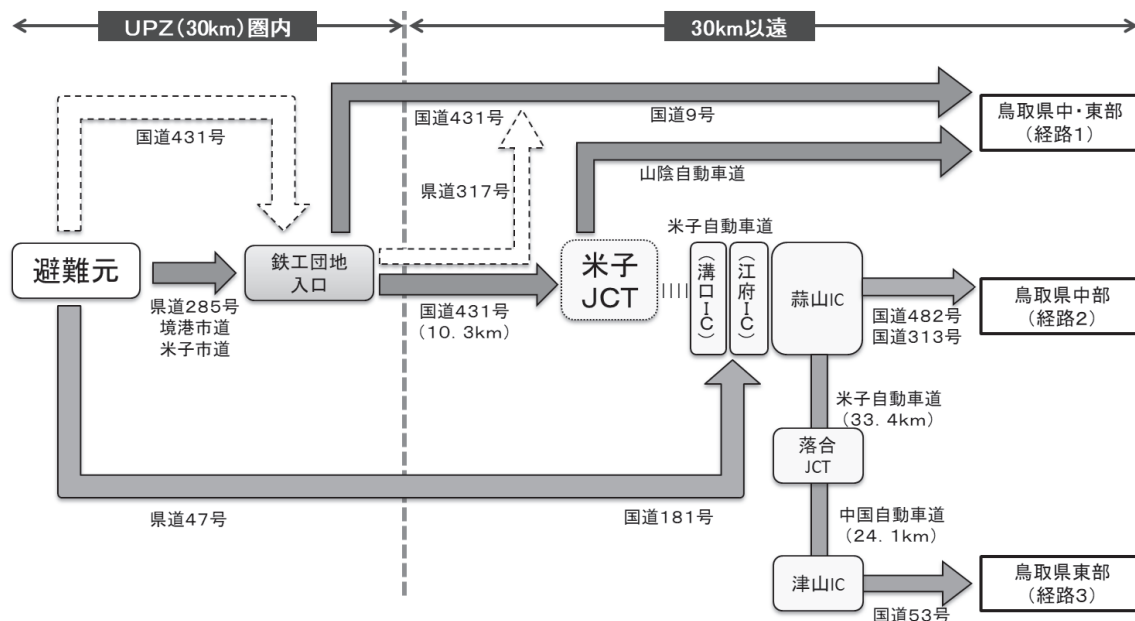 UPZ(30km)圏内
30km以遠
国道431号
国道431号
国道9号
鳥取県中・東部
(経路1)
県道317号
山陰自動車道
米子自動車道
避難元
鉄工団地
入口
米子
JCT
(溝口IC)
(江府IC)
蒜山IC
県道285号
境港市道
米子市道
国道431号
(10.3km)
国道482号
国道313号
鳥取県中部
(経路2)
米子自動車道
(33.4km)
落合
JCT
県道47号
国道181号
中国自動車道
(24.1km)
津山IC
国道53号
鳥取県東部
(経路3)